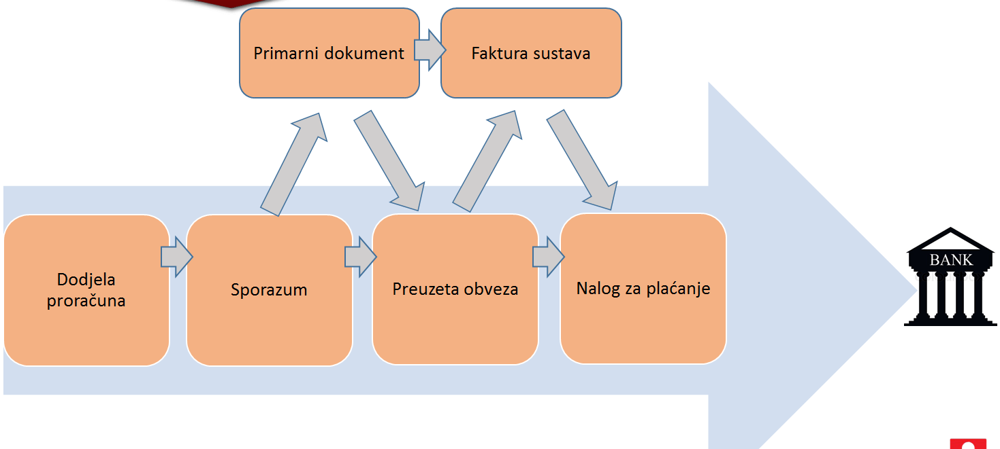 Primarni dokument
Faktura sustava
Dodjela
proračuna
Sporazum
Preuzeta obveza
Nalog za plaćanje
BANK